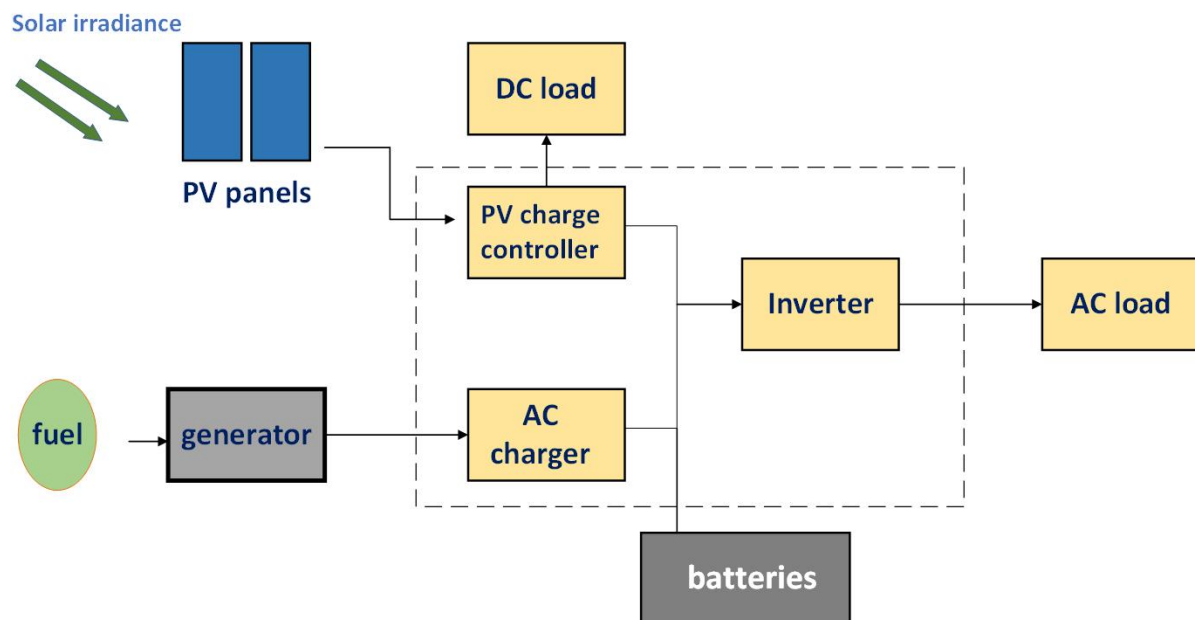 Solar irradiance
DC load
PV panels
PV charge
controller
Inverter
AC load
fuel
generator
AC
charger
batteries